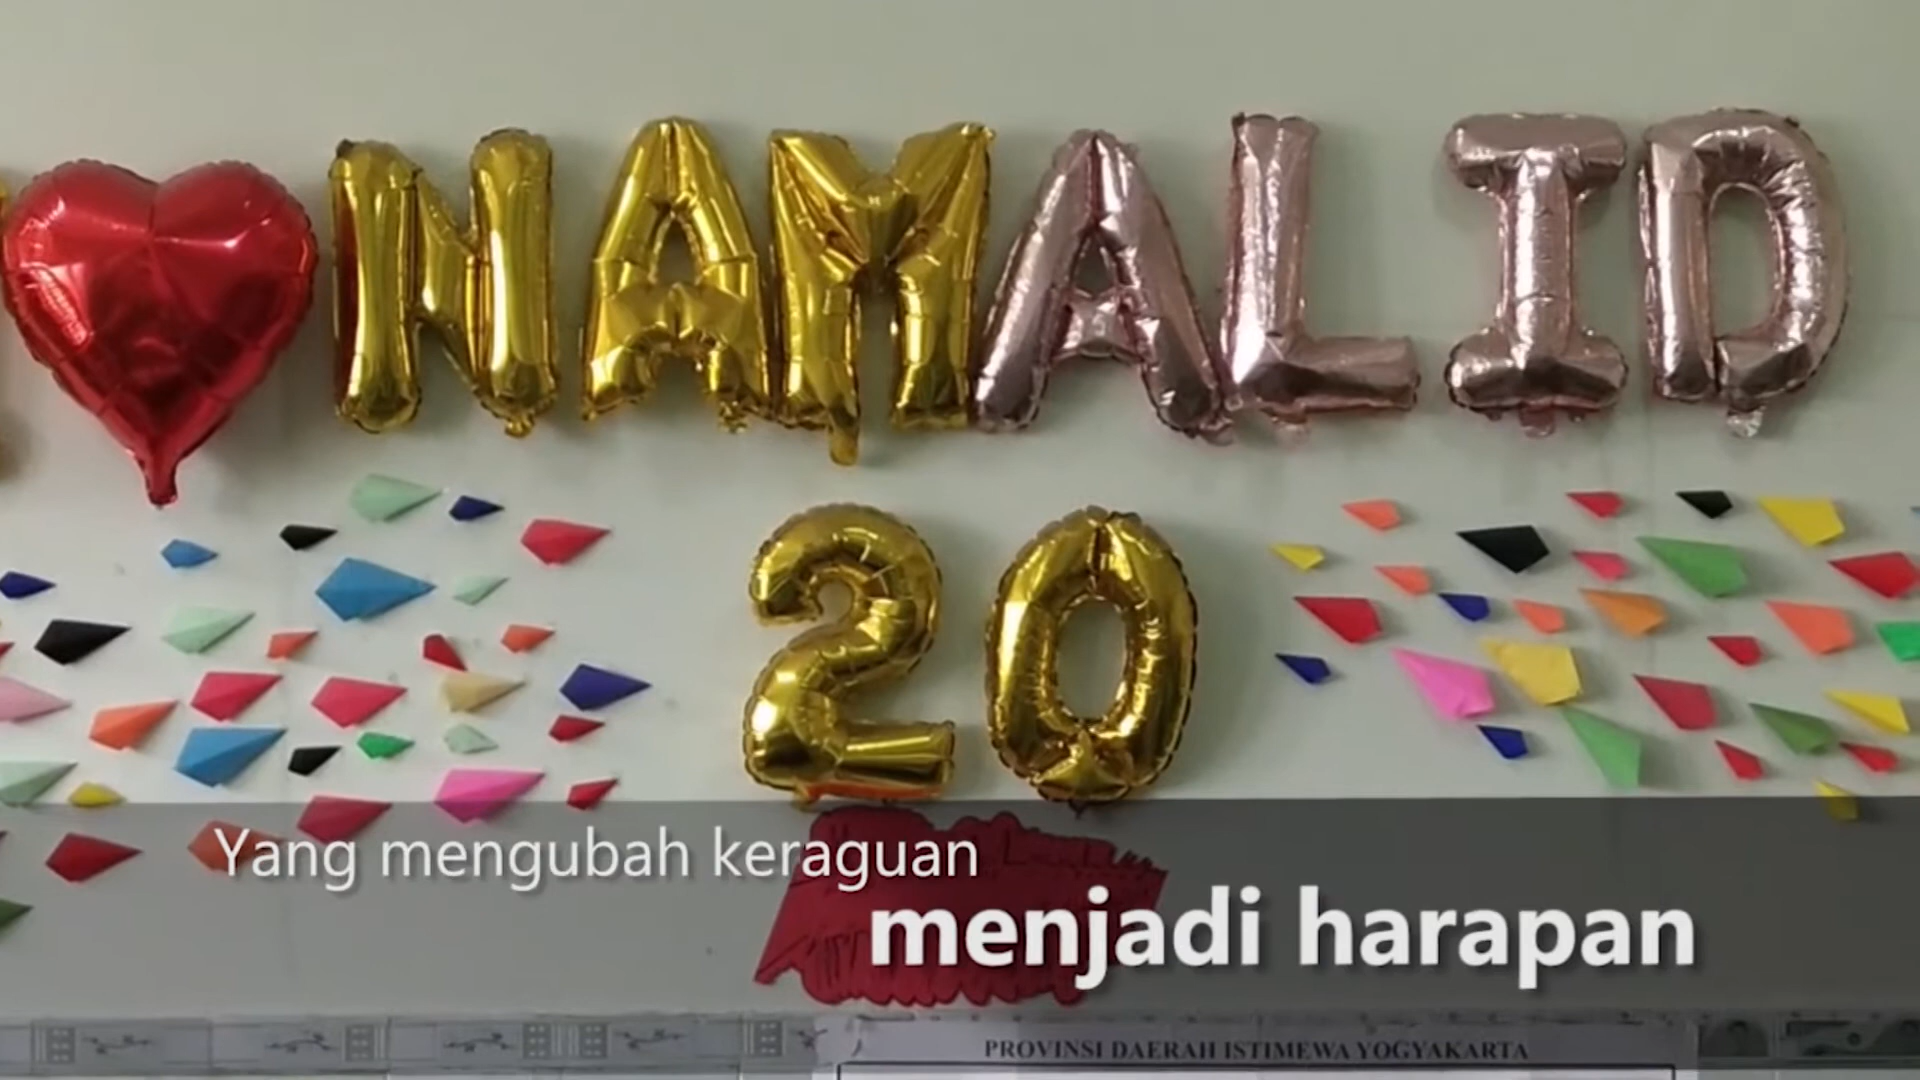 NAMALID
20
Yang mengubah keraguan
menjadi harapan
PROVINSI DAERAH ISTIMEWA YOGYAKARTA